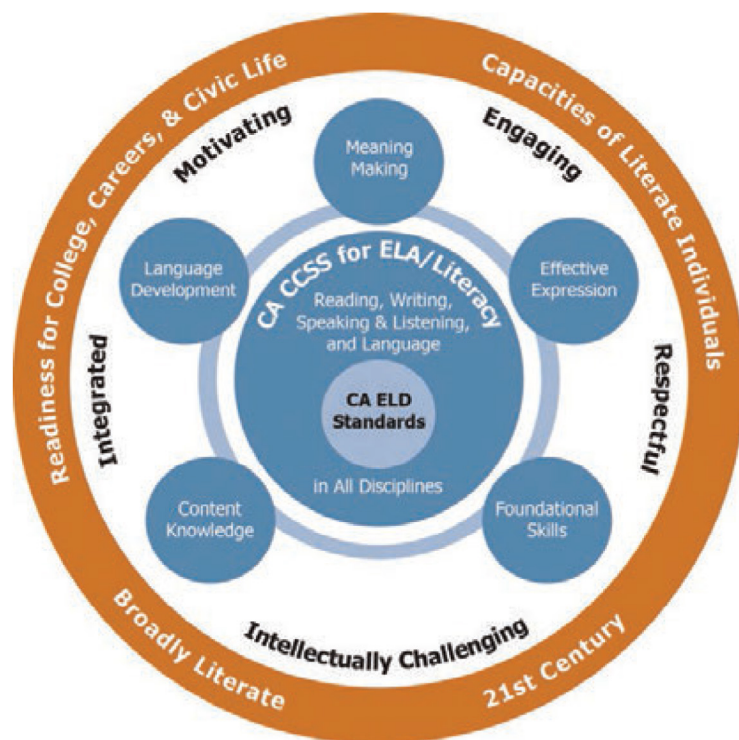 Readiness for College, Careers, & Civic Life
Capacities of Literate Individuals
Motivating
Engaging
Meaning
Making
Language
Development
Effective
Expression
CA CCSS for ELA/Literacy
Reading, Writing,
Speaking & Listening,
and Language
CA ELD
Standards
in All Disciplines
Integrated
Respectful
Content
Knowledge
Foundational
Skills
Intellectually Challenging
Broadly Literate
21st Century